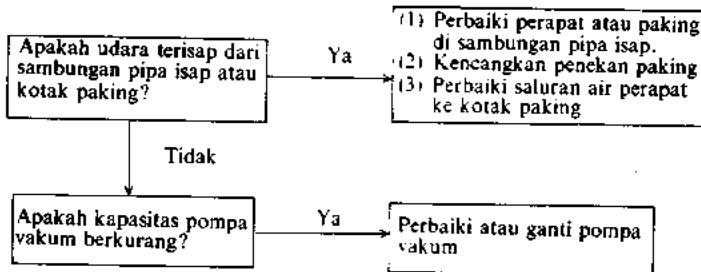 Apakah udara terisap dari
sambungan pipa isap atau
kotak paking?
Ya
(1) Perbaiki perapat atau paking
di sambungan pipa isap.
(2) Kencangkan penekan paking
(3) Perbaiki saluran air perapat
ke kotak paking
Tidak
Apakah kapasitas pompa
vakum berkurang?
Ya
Perbaiki atau ganti pompa
vakum